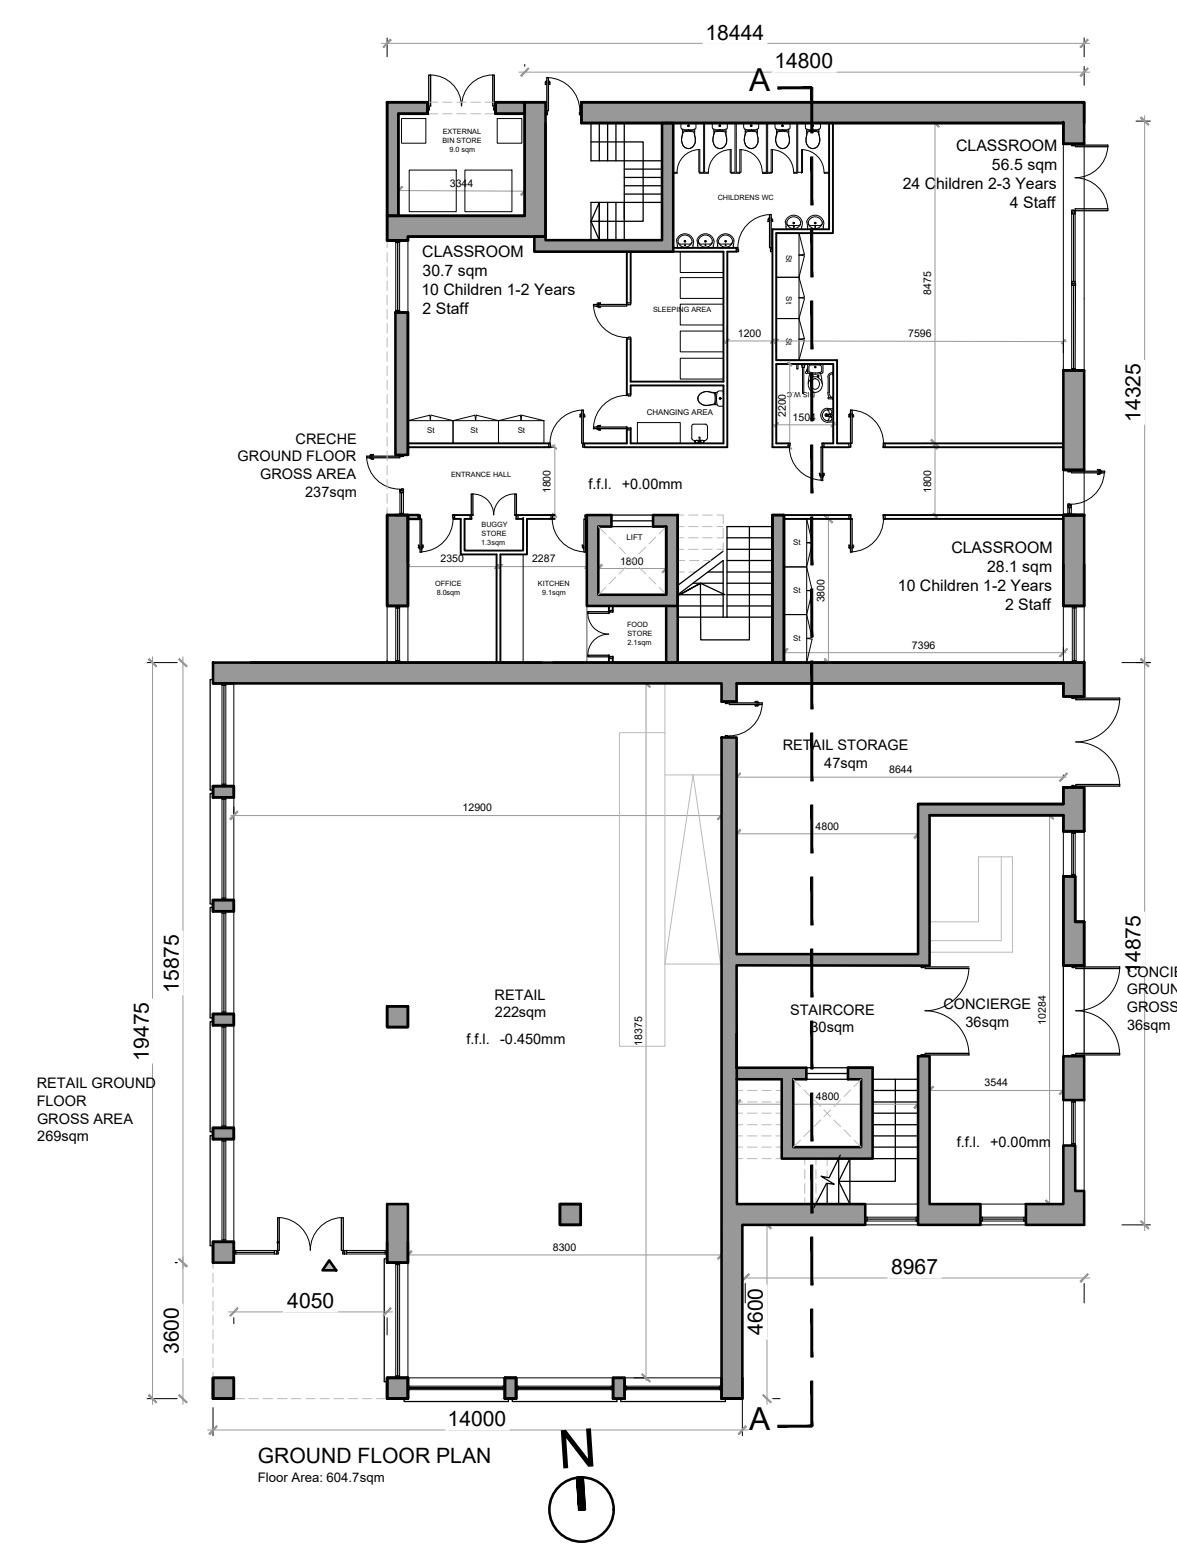 18444
14800
A
EXTERNAL
BIN STORE
9.0 sqm
3344
CHILDRENS WC
CLASSROOM
56.5 sqm
24 Children 2-3 Years
4 Staff
CLASSROOM
30.7 sqm
10 Children 1-2 Years
2 Staff
SLEEPING AREA
St
St
St
8475
1200
7596
14325
CHANGING AREA
DIS W.C
2200
1504
St
St
St
CRECHE
GROUND FLOOR
GROSS AREA
237sqm
ENTRANCE HALL
1800
f.f.l. +0.00mm
1800
BUGGY
STORE
1.3sqm
LIFT
1800
2350
2287
OFFICE
8.0sqm
KITCHEN
9.1sqm
FOOD
STORE
2.1sqm
St
St
St
3800
CLASSROOM
28.1 sqm
10 Children 1-2 Years
2 Staff
7396
RETAIL STORAGE
47sqm
8644
12900
4800
15875
19475
14875
RETAIL
222sqm
f.f.l. -0.450mm
18375
STAIRCORE
30sqm
CONCIERGE
36sqm
10284
CONCIE
GROUN
GROSS
36sqm
RETAIL GROUND
FLOOR
GROSS AREA
269sqm
4800
3544
f.f.l. +0.00mm
8300
8967
4050
3600
4600
14000
A
GROUND FLOOR PLAN
Floor Area: 604.7sqm
N